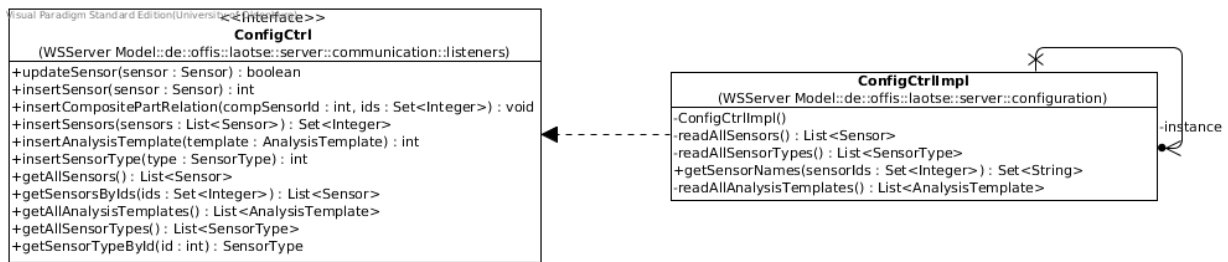 Visual Paradigm Standard Edition(University of
<<Interface>>
ConfigCtrl
(WSServer Model::de::offis::laotse::server::communication::listeners)
+updateSensor(sensor : Sensor) : boolean
+insertSensor(sensor : Sensor) : int
+insertCompositePartRelation(compSensorId : int, ids : Set<Integer>) : void
+insertSensors(sensors : List<Sensor>) : Set<Integer>
+insertAnalysisTemplate(template : AnalysisTemplate) : int
+insertSensorType(type : SensorType) : int
+getAllSensors() : List<Sensor>
+getSensorsByIds(ids : Set<Integer>) : List<Sensor>
+getAllAnalysisTemplates() : List<AnalysisTemplate>
+getAllSensorTypes() : List<SensorType>
+getSensorTypeById(id : int) : SensorType
ConfigCtrlImpl
(WSServer Model::de::offis::laotse::server::configuration)
-ConfigCtrlImpl()
-readAllSensors() : List<Sensor>
-readAllSensorTypes() : List<SensorType>
+getSensorNames(sensorIds : Set<Integer>) : Set<String>
-readAllAnalysisTemplates() : List<AnalysisTemplate>
-instance